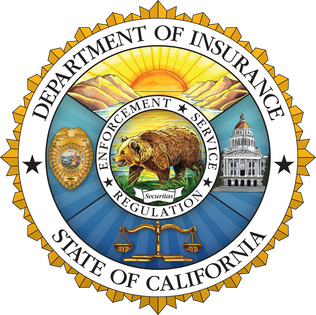 DEPARTMENT OF INSURANCE
ENFORCEMENT ★ SERVICE ★ REGULATION ★
Securitas
★ STATE OF CALIFORNIA ★